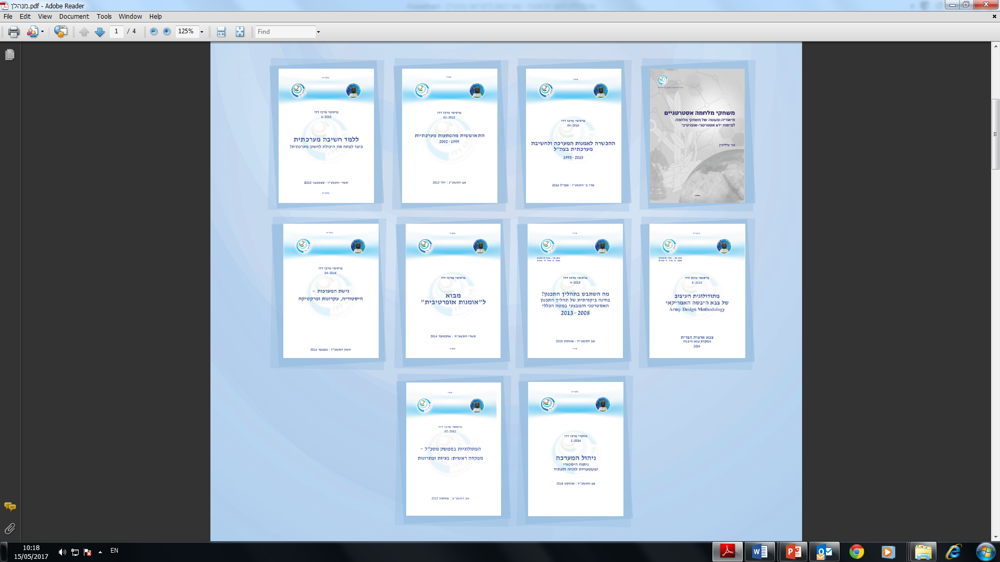 מנהלן.pdf - Adobe Reader
File Edit View Document Tools Window Help
1 / 4 125% Find
משחקי מלחמה אסטרטגיים
תיאוריה ומעשה של משחקי מלחמה
לפיתוח ידע אסטרטגי-אופרטיבי
גור צלליכין
פרסומי מרכז דדו
04/2016
ההכשרה לאמנות המערכה ולחשיבה
מערכתית בצה"ל
1995-2015
אדר ב' התשע"ו | אפריל 2016
פרסומי מרכז דדו
01/2012
התאוששות מהפתעות מערכתיות
2002-1999
אב התשע"ג | יולי 2013
בלמ"ס
פרסומי מרכז דדו
6/2015
ללמד חשיבה מערכתית
כיצד לפתח את היכולת לחשוב מערכתית?
תשרי התשע"ו | ספטמבר 2015
בלמ"ס
בלמ"ס
פרסומי מרכז דדו
5/2015
מתודולוגית העיצוב
של צבא היבשה האמריקאי
Army Design Methodology
צבא ארצות הברית
מפקדת צבא היבשה
2014
פרסומי מרכז דדו
4/2015
מה השתבש בתהליך התכנון?
בחינה ביקורתית של תהליך התכנון
האסטרטגי והמבצעי במטה הכללי
2013-2008
אב התשע"ה | אוגוסט 2015
פרסומי מרכז דדו
מבוא
ל"אומנות אופרטיבית"
תשרי התשע"ה | אוקטובר 2014
בלמ"ס
פרסומי מרכז דדו
04/2014
גישת המערכות -
היסטוריה, עקרונות ופרקטיקה
חשון התשע"ז | נובמבר 2016
בלמ"ס
מחקרי מרכז דדו
2/2014
ניהול המערכה
ניתוח היסטורי
ומשמעויות להווה ולעתיד
אב התשע"ד | אוגוסט 2014
פרסומי מרכז דדו
02/2012
הפתולוגיות בממשק מטכ"ל -
מפקדה ראשית: בעיות ופתרונות
אב התשע"ב | אוגוסט 2012
10:18
15/05/2017
EN